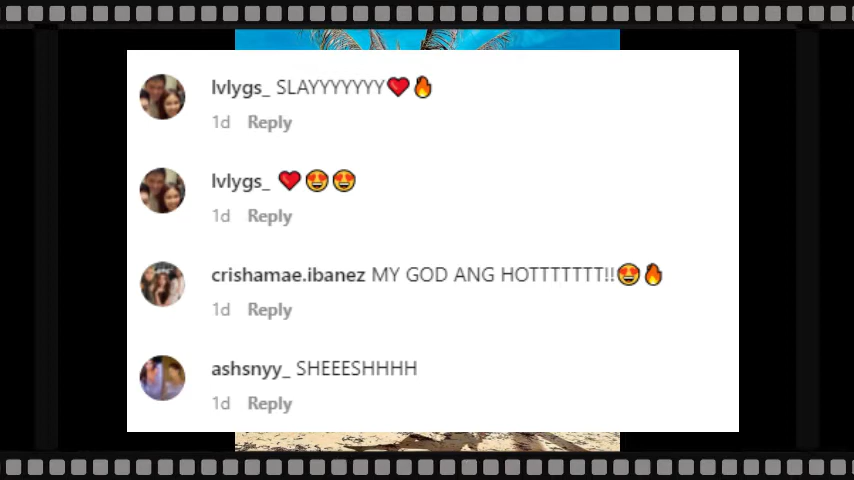 lvlygs_ SLAYYYYYYY❤️🔥
1d Reply
lvlygs_ ❤️😍😍
1d Reply
crishamae.ibanez MY GOD ANG HOTTTTTTT!!😍🔥
1d Reply
ashsnyy_ SHEEESHHHH
1d Reply